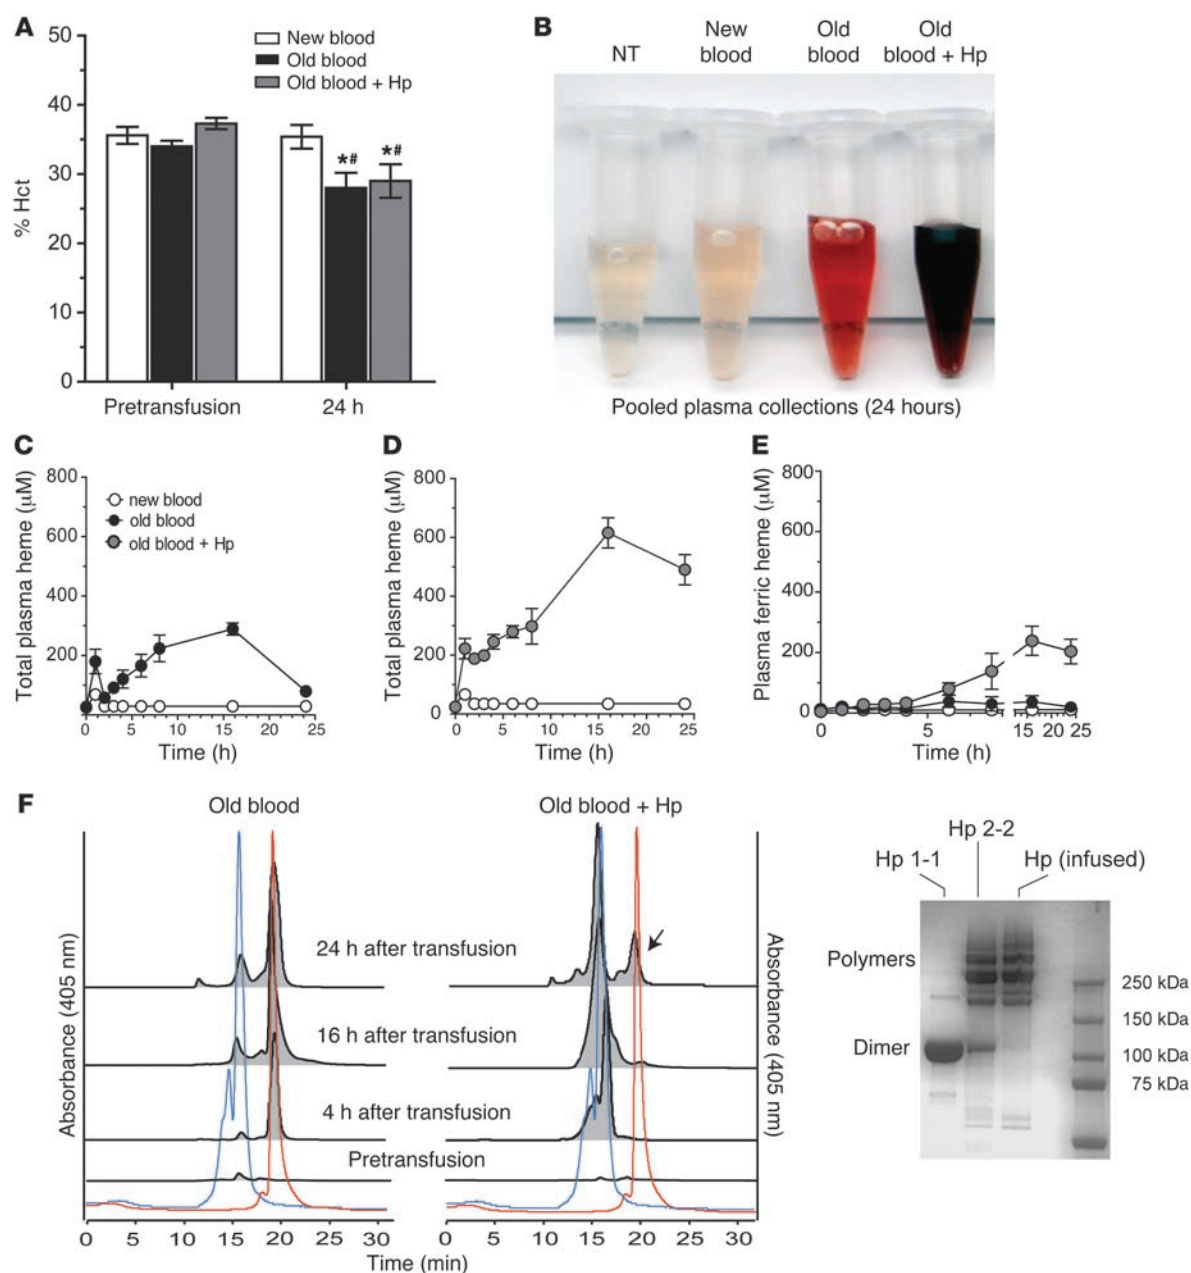 A
% Hct
50
40
30
20
10
0
New blood
Old blood
Old blood + Hp
*#
*#
Pretransfusion
24 h
B
NT
New blood
Old blood
Old blood + Hp
Pooled plasma collections (24 hours)
C
Total plasma heme (μM)
800
600
400
200
new blood
old blood
old blood + Hp
0 5 10 15 20 25
Time (h)
D
Total plasma heme (μM)
800
600
400
200
0
0 5 10 15 20 25
Time (h)
E
Plasma ferric heme (μM)
800
600
400
200
0
0 5 15 20 25
Time (h)
F
Old blood
Old blood + Hp
Absorbance (405 nm)
Absorbance (405 nm)
24 h after transfusion
16 h after transfusion
4 h after transfusion
Pretransfusion
0 5 10 15 20 25 30
0 5 10 15 20 25 30
Time (min)
Hp 2-2
Hp 1-1
Hp (infused)
Polymers
Dimer
250 kDa
150 kDa
100 kDa
75 kDa